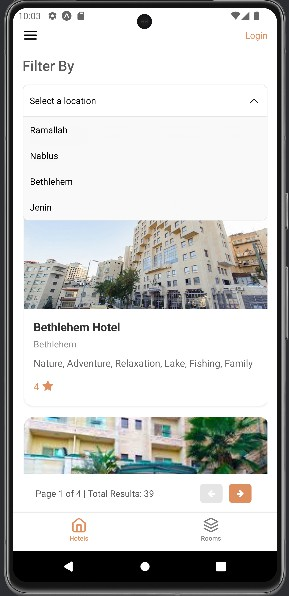 10:00
Login
Filter By
Select a location
Ramallah
Nablus
Bethlehem
Jenin
Bethlehem Hotel
Bethlehem
Nature, Adventure, Relaxation, Lake, Fishing, Family
4
Page 1 of 4 | Total Results: 39
Hotels
Rooms